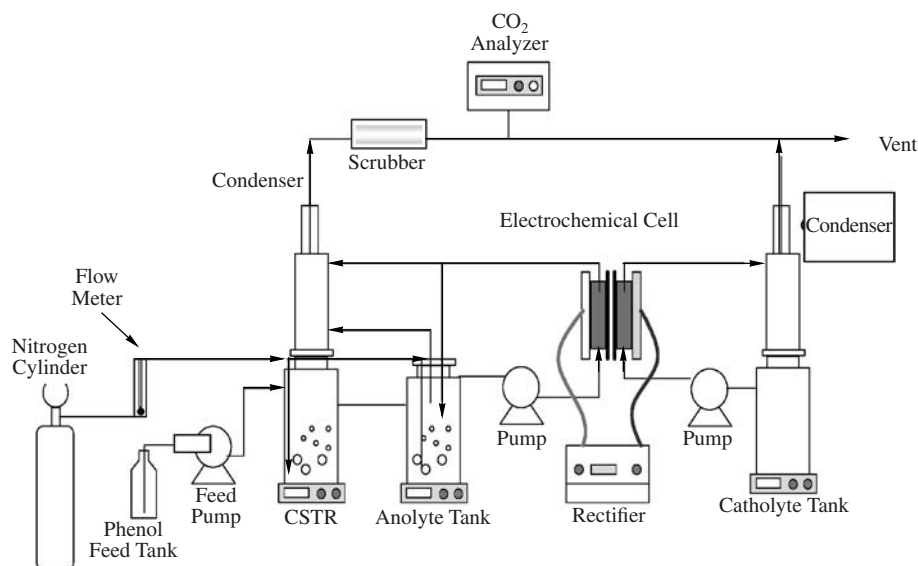 CO₂
Analyzer
Vent
Scrubber
Condenser
Electrochemical Cell
Condenser
Flow
Meter
Nitrogen
Cylinder
Pump
Pump
Feed
Pump
CSTR
Anolyte Tank
Rectifier
Catholyte Tank
Phenol
Feed Tank